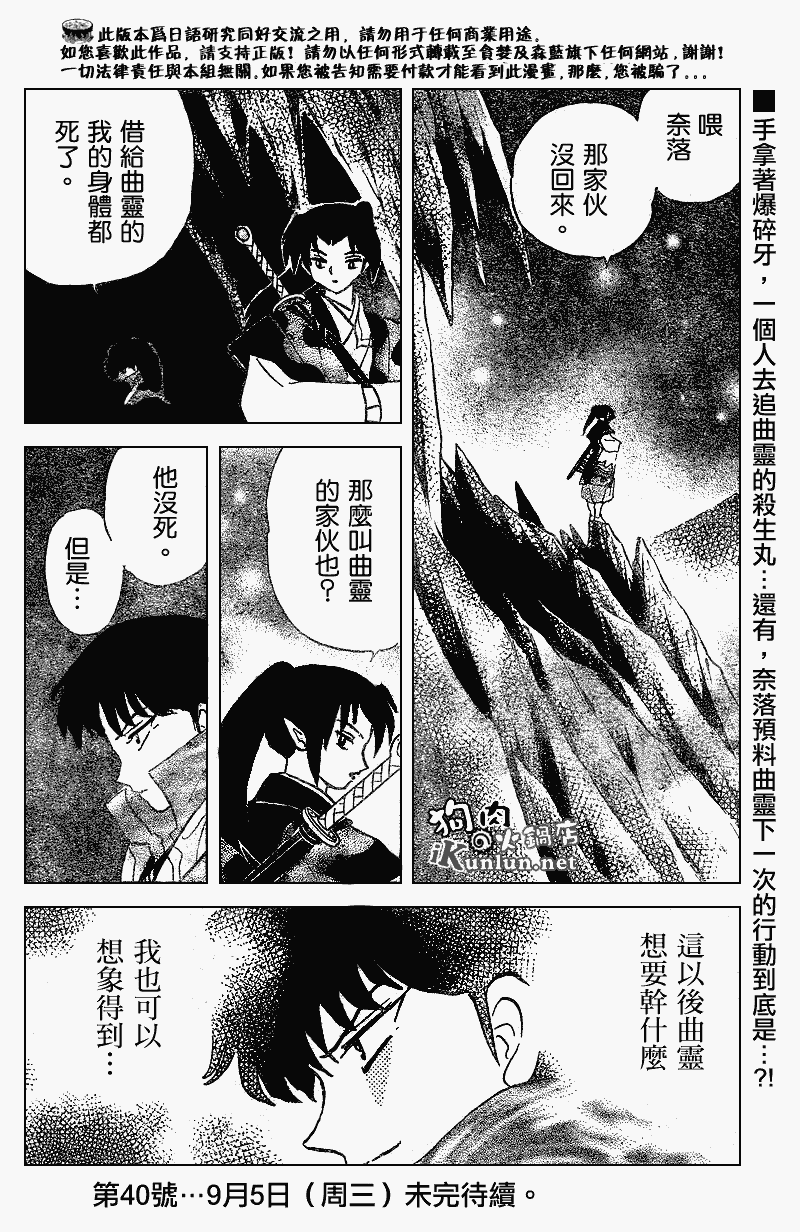 此版本爲日語研究同好交流之用，請勿用于任何商業用途。
如您喜歡此作品，請支持正版！請勿以任何形式轉載至貪婪及森藍旗下任何網站，謝謝！
一切法律責任與本組無關。如果您被告知需要付款才能看到此漫畫，那麼，您被騙了...
■手拿著爆碎牙，一個人去追曲靈的殺生丸…還有，奈落預料曲靈下一次的行動到底是…?!
喂
奈落
那家伙
沒回來。
借給曲靈的
我的身體都
死了。
那麼叫曲靈
的家伙也？
他沒死。
但是…
狗肉火鍋店
iKunlun.net
這以後曲靈
想要幹什麼
我也可以
想象得到…
第40號…9月5日（周三）未完待續。